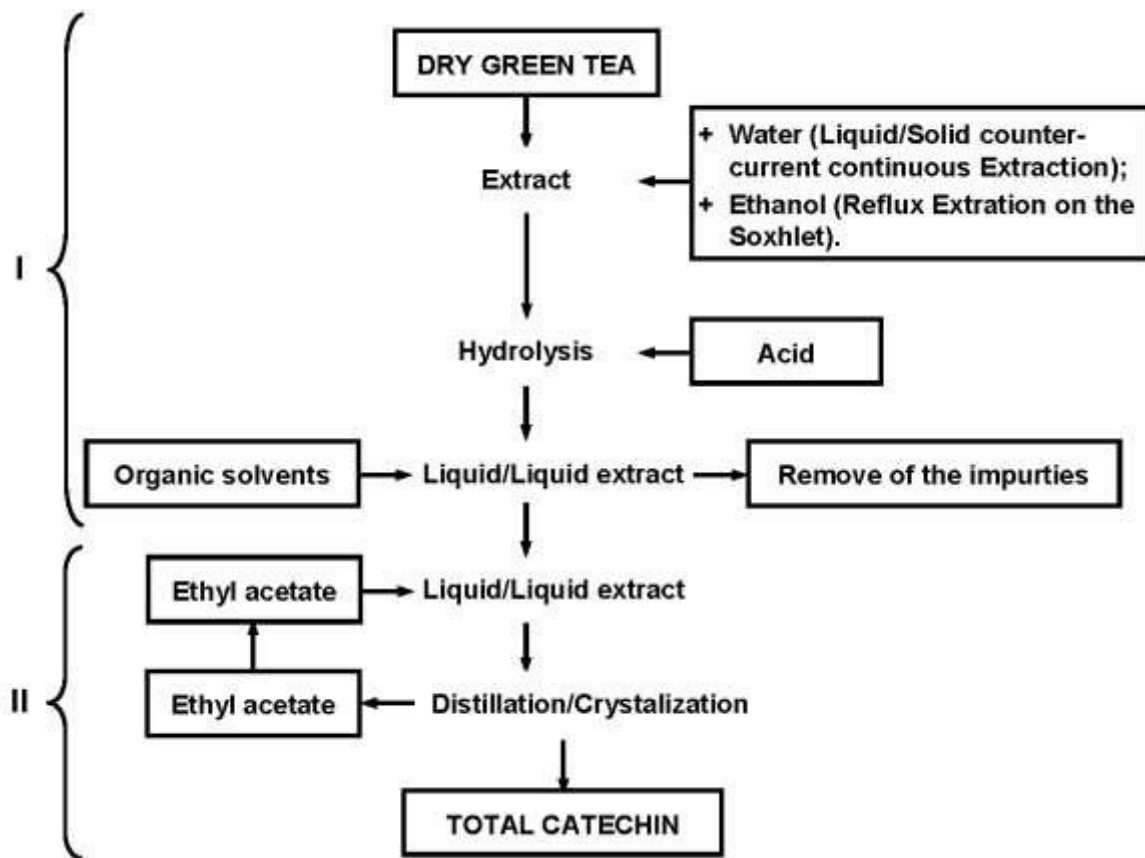 DRY GREEN TEA
+ Water (Liquid/Solid counter-
current continuous Extraction);
+ Ethanol (Reflux Extration on the
Soxhlet).
Extract
I
Hydrolysis
Acid
Organic solvents
Liquid/Liquid extract
Remove of the impurties
Ethyl acetate
Liquid/Liquid extract
II
Ethyl acetate
Distillation/Crystalization
TOTAL CATECHIN